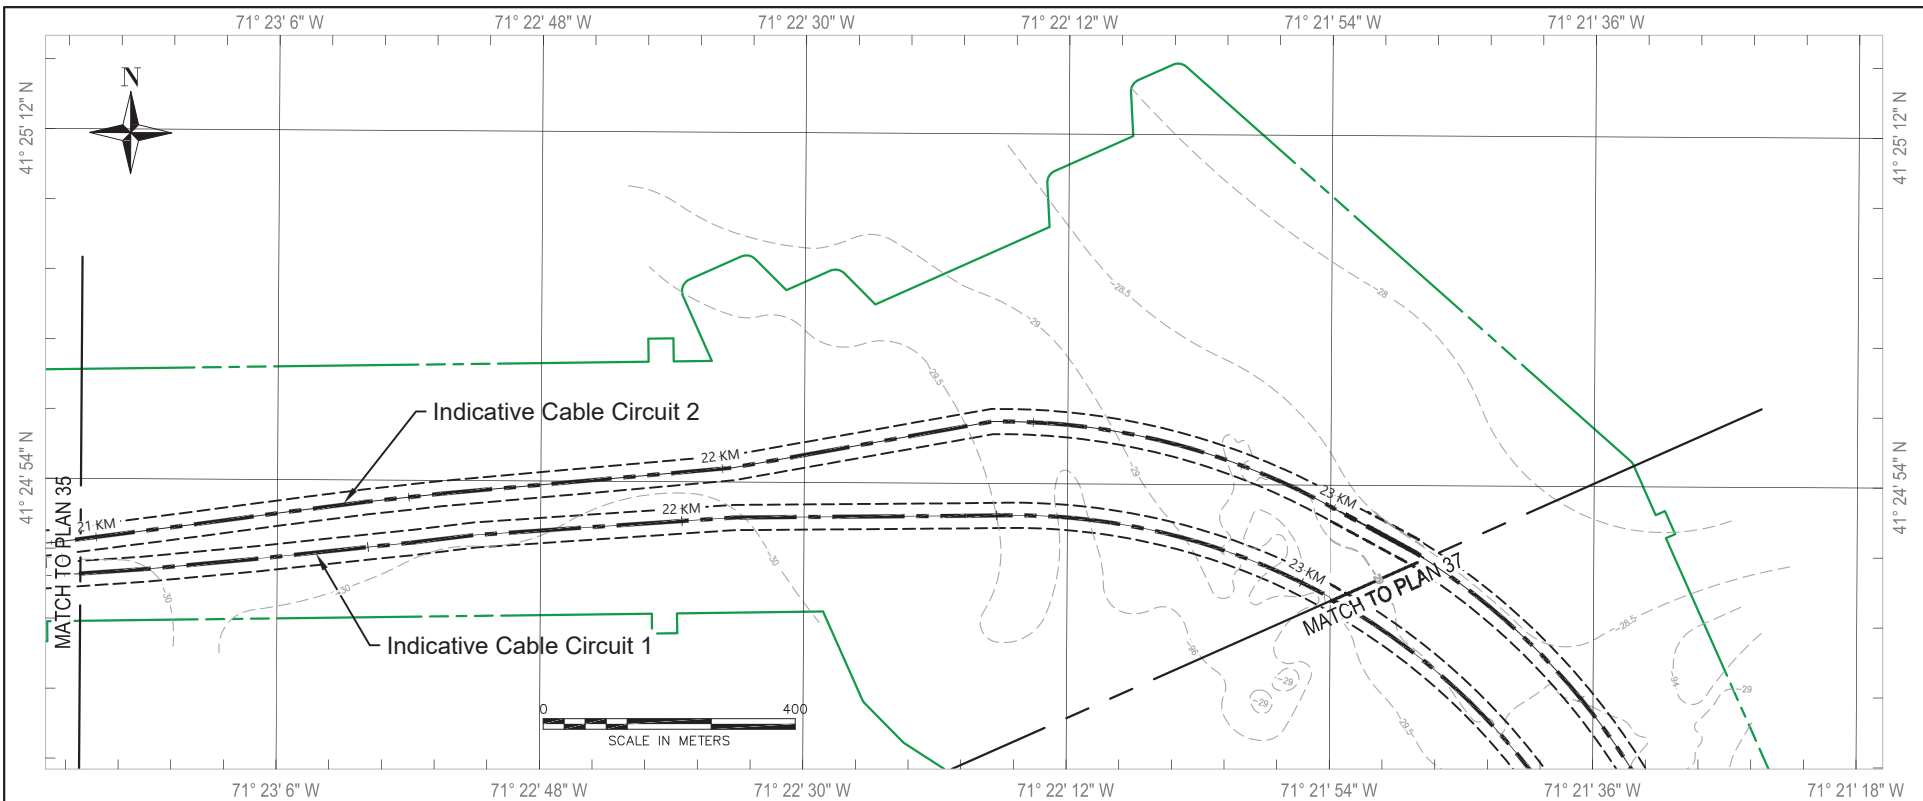 71° 23' 6" W
71° 22' 48" W
71° 22' 30" W
71° 22' 12" W
71° 21' 54" W
71° 21' 36" W
N
41° 25' 12" N
41° 25' 12" N
-28.5
-28
-29
-29.5
Indicative Cable Circuit 2
22 KM
-29
41° 24' 54" N
41° 24' 54" N
23 KM
22 KM
21 KM
MATCH TO PLAN 35
-30
-30
-30
23 KM
-29
MATCH TO PLAN 37
-28.5
Indicative Cable Circuit 1
-96
-94
-29
-29
-29
-29.5
0
400
SCALE IN METERS
71° 23' 6" W
71° 22' 48" W
71° 22' 30" W
71° 22' 12" W
71° 21' 54" W
71° 21' 36" W
71° 21' 18" W